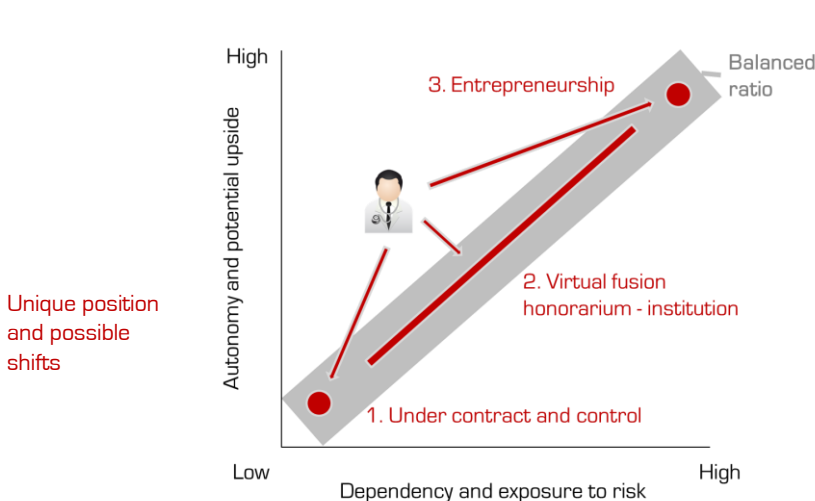 High
Balanced
ratio
3. Entrepreneurship
Autonomy and potential upside
2. Virtual fusion
honorarium - institution
Unique position
and possible
shifts
1. Under contract and control
Low
High
Dependency and exposure to risk